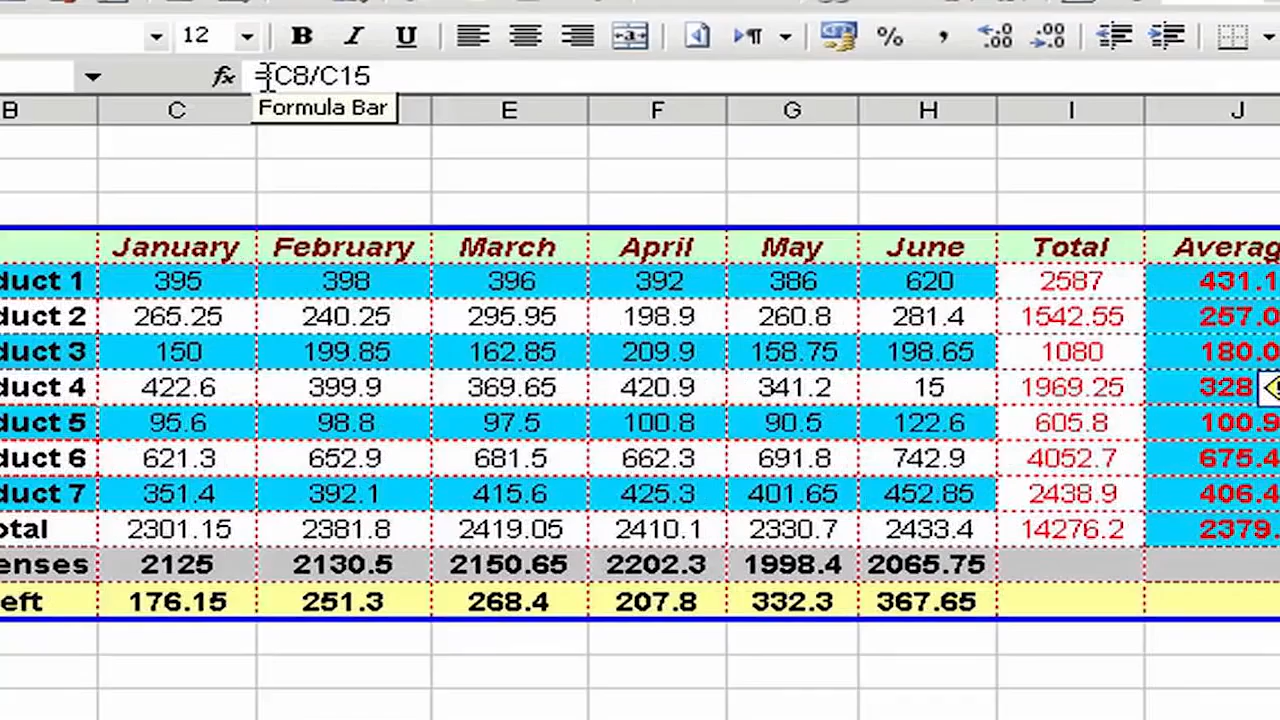 12 B I U % ,
fx =C8/C15
Formula Bar
B C E F G H I J
January February March April May June Total Averag
duct 1 395 398 396 392 386 620 2587 431.1
duct 2 265.25 240.25 295.95 198.9 260.8 281.4 1542.55 257.0
duct 3 150 199.85 162.85 209.9 158.75 198.65 1080 180.0
duct 4 422.6 399.9 369.65 420.9 341.2 15 1969.25 328
duct 5 95.6 98.8 97.5 100.8 90.5 122.6 605.8 100.9
duct 6 621.3 652.9 681.5 662.3 691.8 742.9 4052.7 675.4
duct 7 351.4 392.1 415.6 425.3 401.65 452.85 2438.9 406.4
otal 2301.15 2381.8 2419.05 2410.1 2330.7 2433.4 14276.2 2379.
enses 2125 2130.5 2150.65 2202.3 1998.4 2065.75
eft 176.15 251.3 268.4 207.8 332.3 367.65